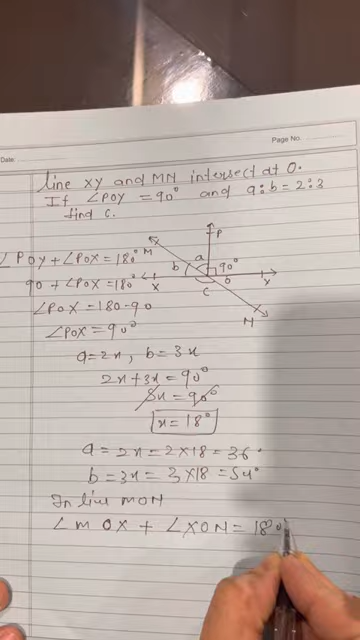 Date:
Page No.
line xy and MN intersect at O.
If ∠POY = 90° and a:b = 2:3
find c.
∠POY + ∠POX = 180°
90 + ∠POX = 180°
∠POX = 180-90
∠POX = 90°
M
P
a
90°
b
X
c
O
Y
N
a = 2x, b = 3x
2x + 3x = 90°
5x = 90°
x = 18°
a = 2x = 2×18 = 36°
b = 3x = 3×18 = 54°
In line MON
∠MOX + ∠XON = 180